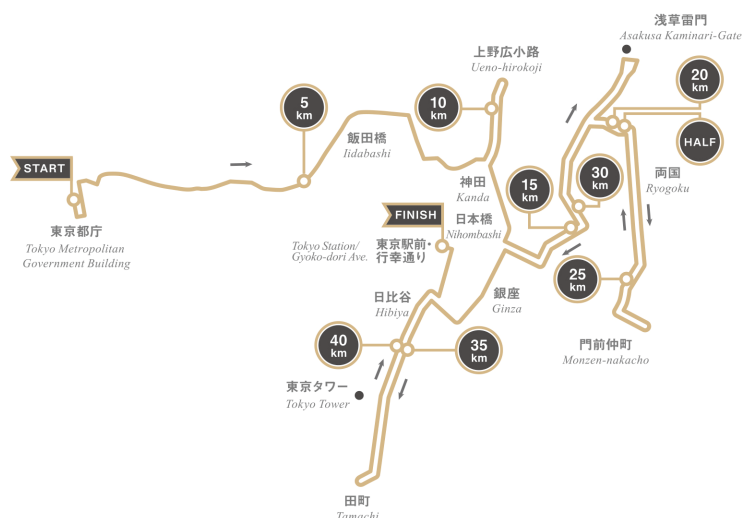 浅草雷門
Asakusa Kaminari-Gate
上野広小路
Ueno-hirokoji
20
km
5
km
10
km
飯田橋
Iidabashi
HALF
START
両国
Ryogoku
神田
Kanda
15
km
30
km
FINISH
日本橋
Nihombashi
東京都庁
Tokyo Metropolitan
Government Building
Tokyo Station/
Gyoko-dori Ave.
東京駅前・
行幸通り
25
km
日比谷
Hibiya
銀座
Ginza
門前仲町
Monzen-nakacho
40
km
35
km
東京タワー
Tokyo Tower
田町
Tamachi